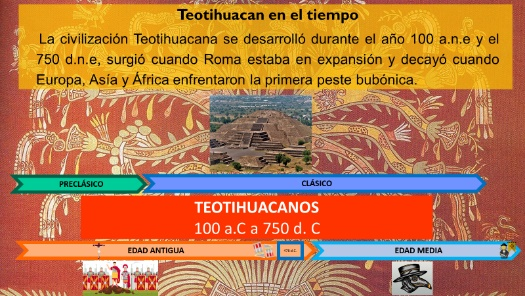 Teotihuacan en el tiempo
La civilización Teotihuacana se desarrolló durante el año 100 a.n.e y el
750 d.n.e, surgió cuando Roma estaba en expansión y decayó cuando
Europa, Asía y África enfrentaron la primera peste bubónica.
PRECLÁSICO
CLÁSICO
TEOTIHUACANOS
100 a.C a 750 d. C
EDAD ANTIGUA
EDAD MEDIA